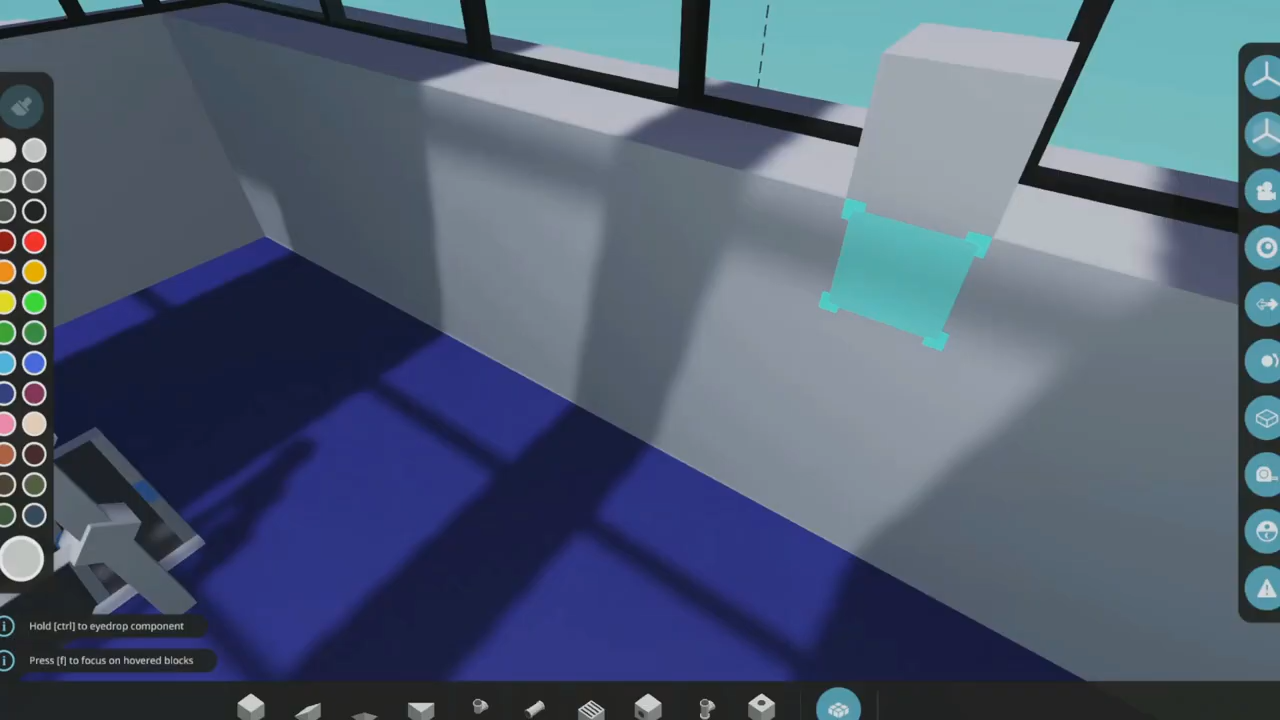 Hold [ctrl] to eyedrop component
Press [f] to focus on hovered blocks